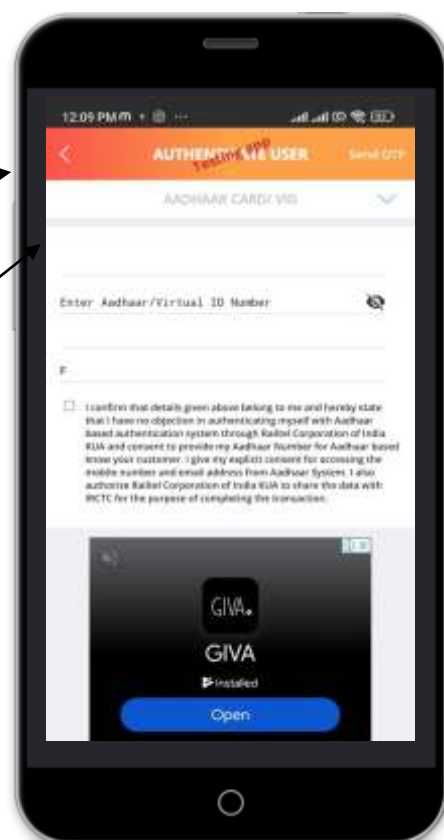 12:09 PM
AUTHENTICATE USER
Send OTP
Testing app
AADHAAR CARD/ VID
Enter Aadhaar/Virtual ID Number
F
I confirm that details given above belong to me and hereby state
that I have no objection in authenticating myself with Aadhaar
based authentication system through Railtel Corporation of India
KUA and consent to provide my Aadhaar Number for Aadhaar based
know your customer. I give my explicit consent for accessing the
mobile number and email address from Aadhaar System. I also
authorize Railtel Corporation of India KUA to share the data with
IRCTC for the purpose of completing the transaction.
GIVA
GIVA
Installed
Open